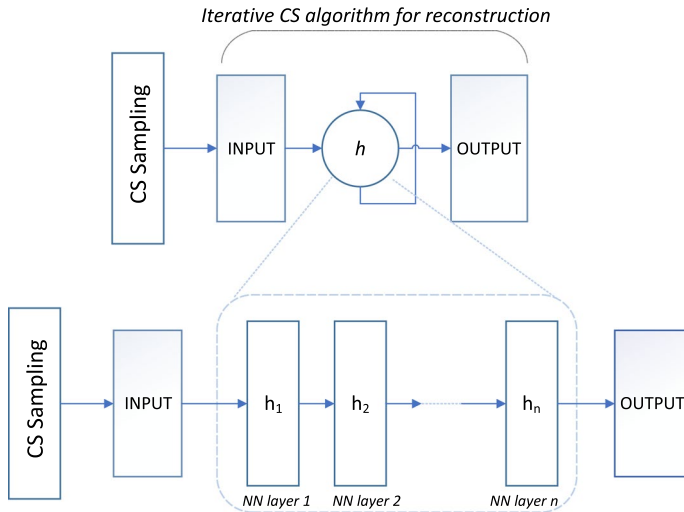 Iterative CS algorithm for reconstruction
CS Sampling
INPUT
h
OUTPUT
CS Sampling
INPUT
h₁
h₂
hₙ
OUTPUT
NN layer 1
NN layer 2
NN layer n